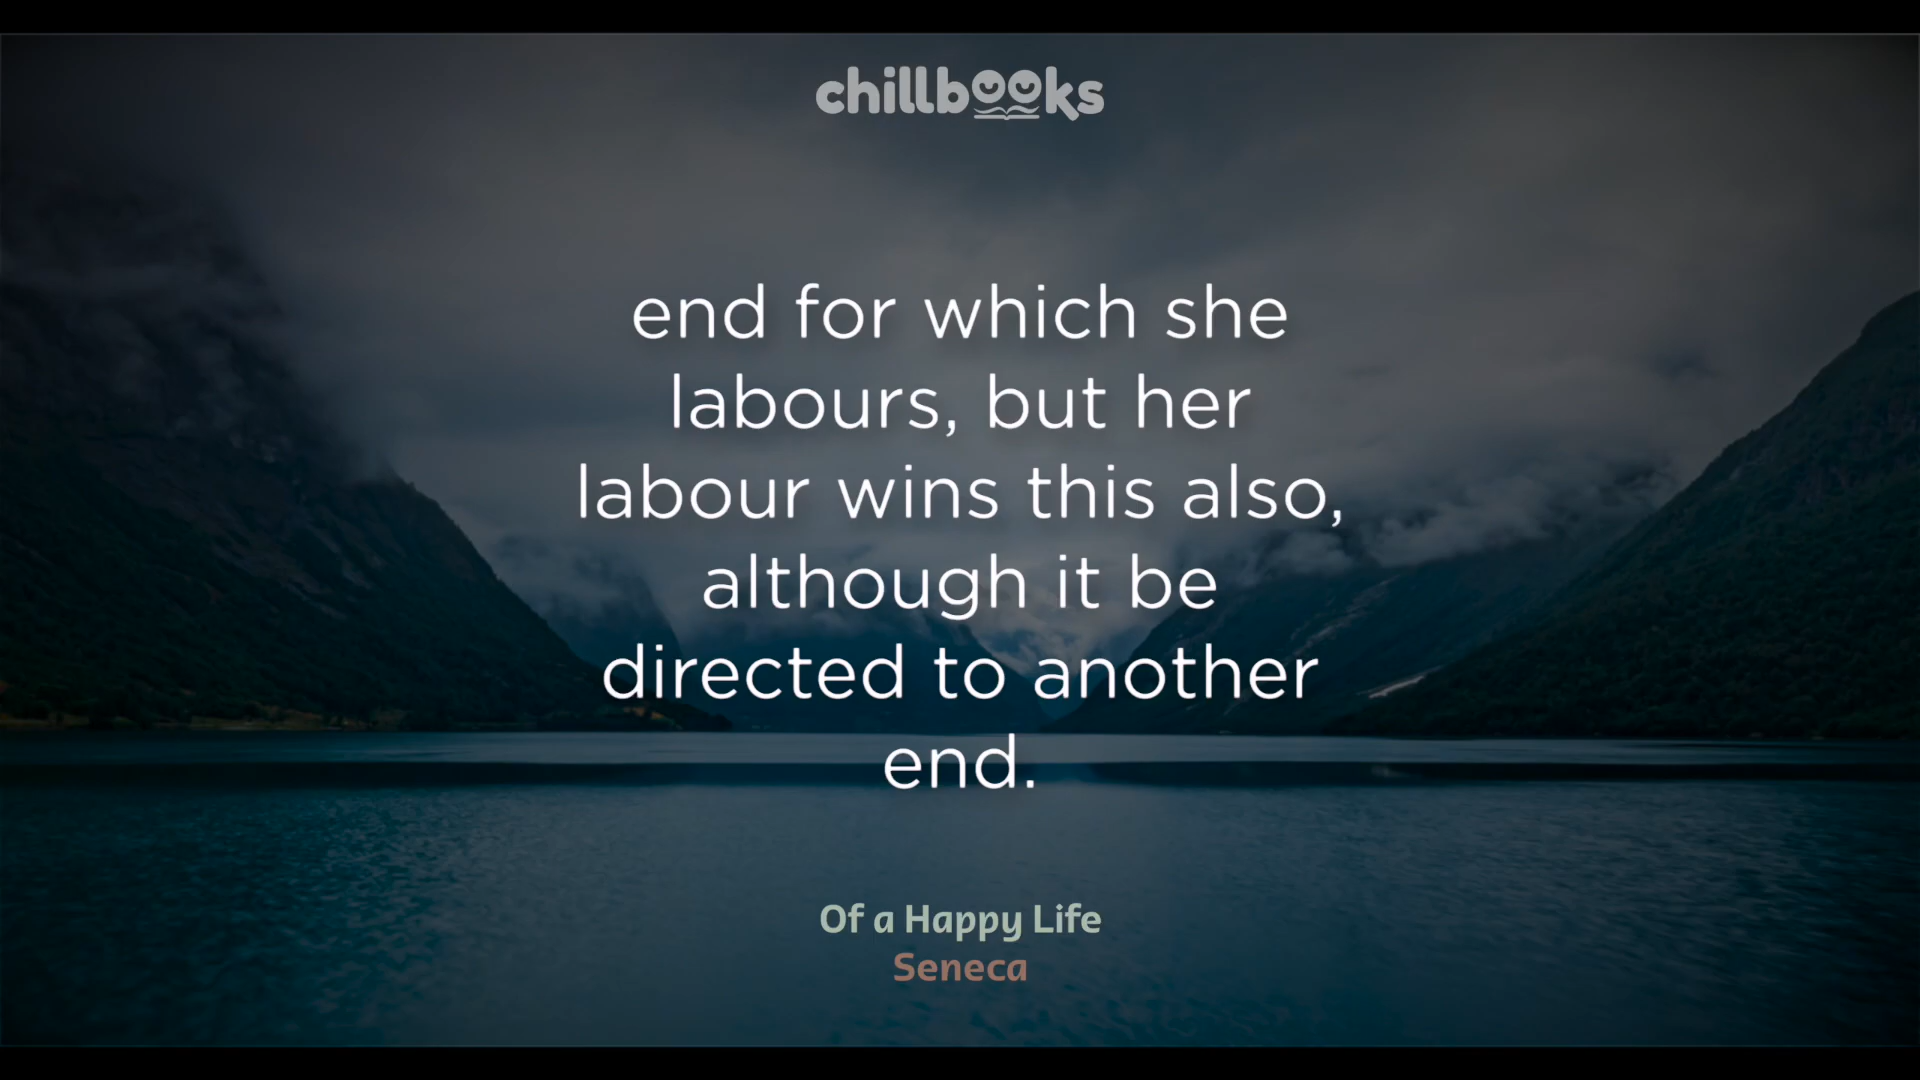 chillbooks
end for which she
labours, but her
labour wins this also,
although it be
directed to another
end.
Of a Happy Life
Seneca